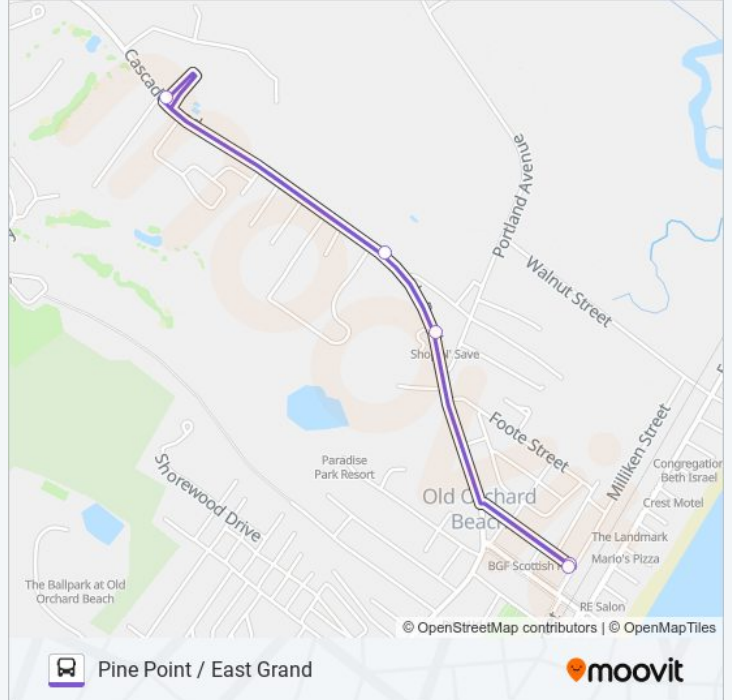 Cascad
Portland Avenue
Walnut Street
Sho N' Save
Foote Street
Milliken Street
Paradise
Park Resort
Congregation
Beth Israel
Shorewood Drive
Old Orchard
Beach
Crest Motel
The Landmark
Mario's Pizza
BGF Scottish
The Ballpark at Old
Orchard Beach
RE Salon
© OpenStreetMap contributors | © OpenMapTiles
Pine Point / East Grand
moovit